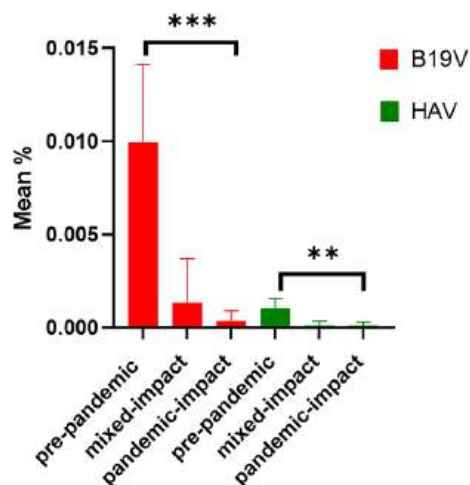 ***
B19V
HAV
**
Mean %
0.015
0.010
0.005
0.000
pre-pandemic
mixed-impact
pandemic-impact
pre-pandemic
mixed-impact
pandemic-impact